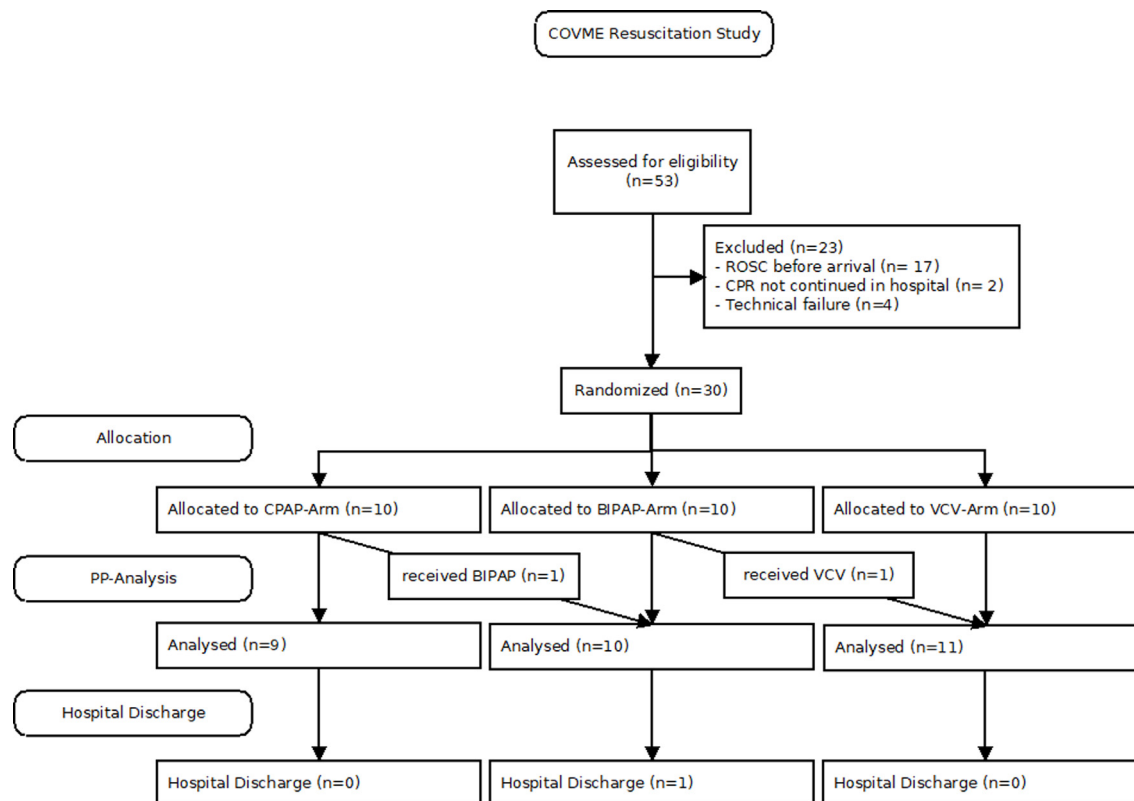 COVME Resuscitation Study
Assessed for eligibility
(n=53)
Excluded (n=23)
- ROSC before arrival (n= 17)
- CPR not continued in hospital (n= 2)
- Technical failure (n=4)
Randomized (n=30)
Allocation
Allocated to CPAP-Arm (n=10)
Allocated to BIPAP-Arm (n=10)
Allocated to VCV-Arm (n=10)
PP-Analysis
received BIPAP (n=1)
received VCV (n=1)
Analysed (n=9)
Analysed (n=10)
Analysed (n=11)
Hospital Discharge
Hospital Discharge (n=0)
Hospital Discharge (n=1)
Hospital Discharge (n=0)